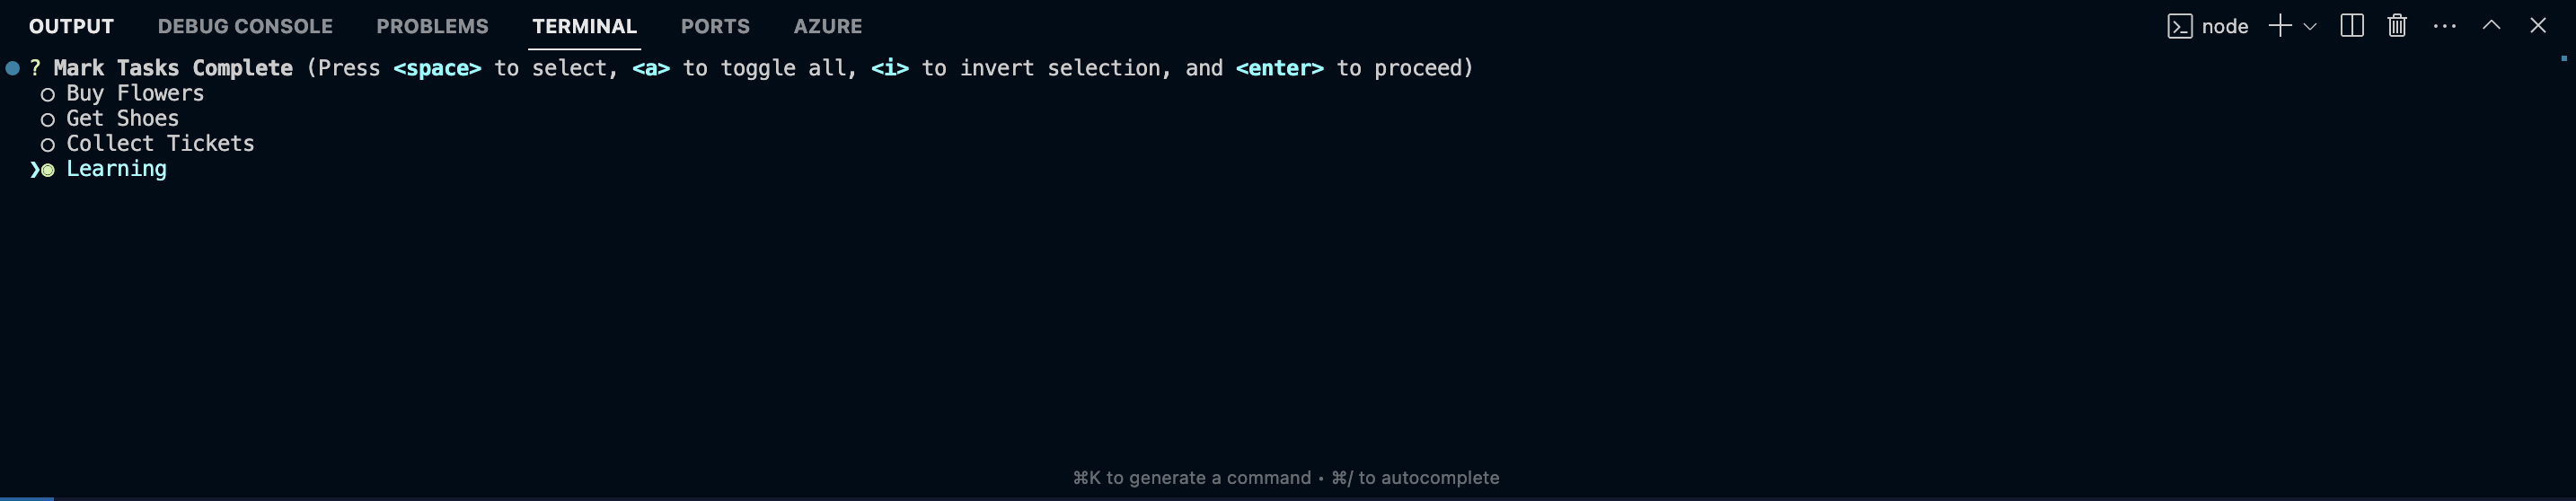 OUTPUT DEBUG CONSOLE PROBLEMS TERMINAL PORTS AZURE node
? Mark Tasks Complete (Press <space> to select, <a> to toggle all, <i> to invert selection, and <enter> to proceed)
Buy Flowers
Get Shoes
Collect Tickets
❯ Learning
⌘K to generate a command • ⌘/ to autocomplete